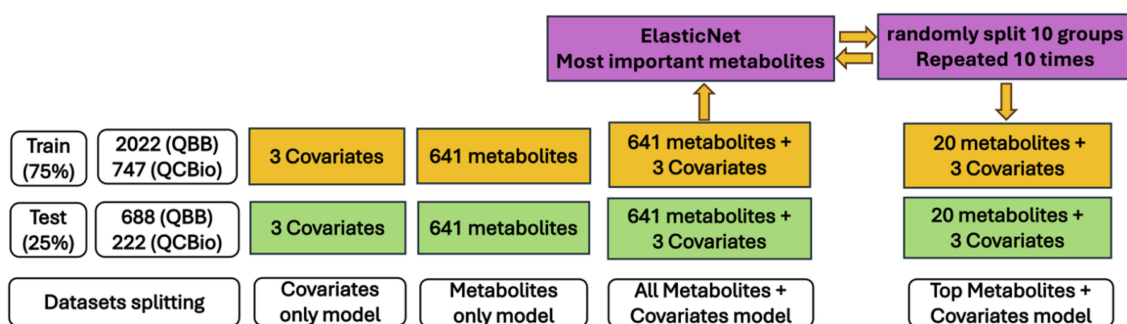 ElasticNet
Most important metabolites
randomly split 10 groups
Repeated 10 times
Train
(75%)
2022 (QBB)
747 (QCBio)
3 Covariates
641 metabolites
641 metabolites +
3 Covariates
20 metabolites +
3 Covariates
Test
(25%)
688 (QBB)
222 (QCBio)
3 Covariates
641 metabolites
641 metabolites +
3 Covariates
20 metabolites +
3 Covariates
Datasets splitting
Covariates
only model
Metabolites
only model
All Metabolites +
Covariates model
Top Metabolites +
Covariates model